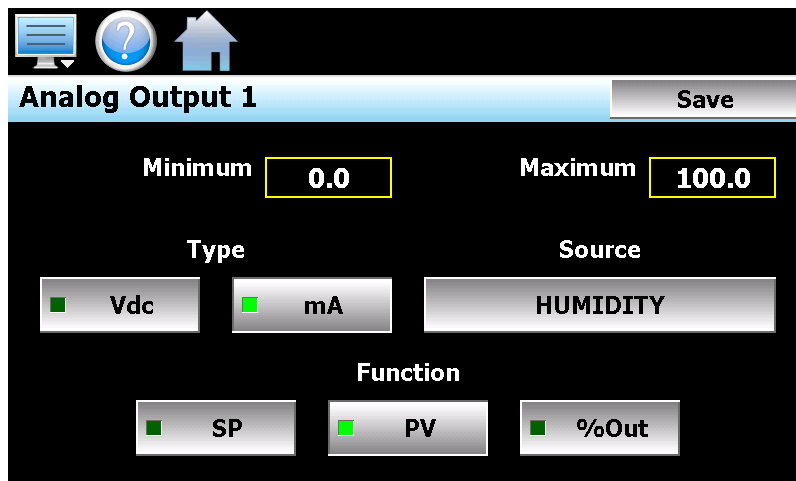 ?
Analog Output 1 Save
Minimum 0.0 Maximum 100.0
Type Source
Vdc mA HUMIDITY
Function
SP PV %Out